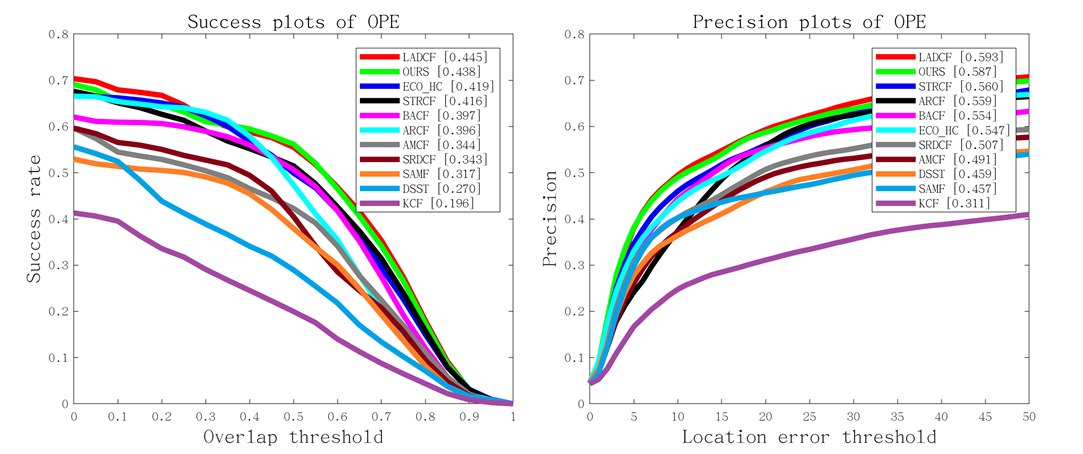 Success plots of OPE
0.8
0.7
0.6
0.5
0.4
0.3
0.2
0.1
0
Success rate
LADCF [0.445]
OURS [0.438]
ECO_HC [0.419]
STRCF [0.416]
BACF [0.397]
ARCF [0.396]
AMCF [0.344]
SRDCF [0.343]
SAMF [0.317]
DSST [0.270]
KCF [0.196]
0 0.1 0.2 0.3 0.4 0.5 0.6 0.7 0.8 0.9 1
Overlap threshold
Precision plots of OPE
0.8
0.7
0.6
0.5
0.4
0.3
0.2
0.1
0
Precision
LADCF [0.593]
OURS [0.587]
STRCF [0.560]
ARCF [0.559]
BACF [0.554]
ECO_HC [0.547]
SRDCF [0.507]
AMCF [0.491]
DSST [0.459]
SAMF [0.457]
KCF [0.311]
0 5 10 15 20 25 30 35 40 45 50
Location error threshold